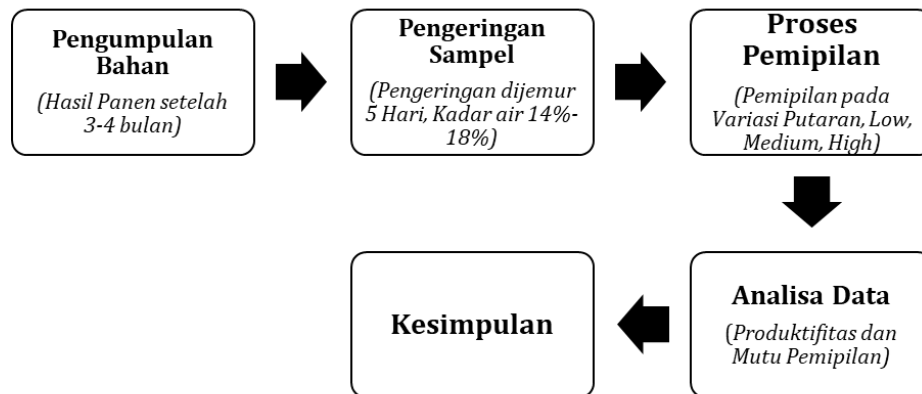 Pengumpulan
Bahan
(Hasil Panen setelah
3-4 bulan)
Pengeringan
Sampel
(Pengeringan dijemur
5 Hari, Kadar air 14%-
18%)
Proses
Pemipilan
(Pemipilan pada
Variasi Putaran, Low,
Medium, High)
Analisa Data
(Produktifitas dan
Mutu Pemipilan)
Kesimpulan